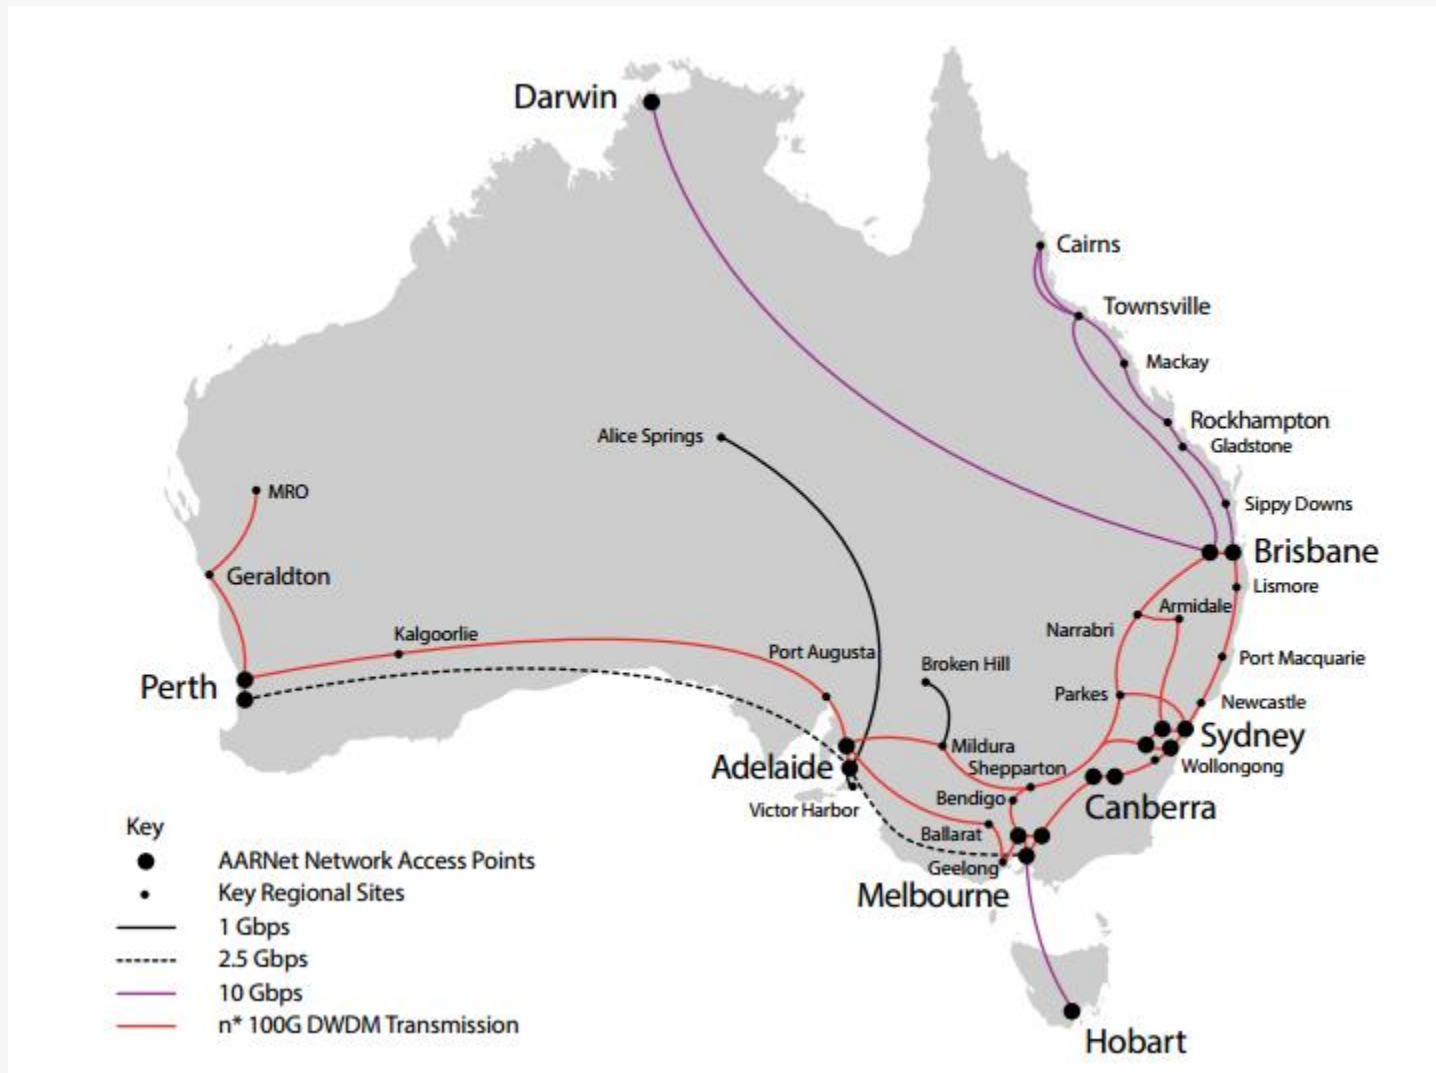 Darwin
Cairns
Townsville
Mackay
Rockhampton
Gladstone
Alice Springs
MRO
Sippy Downs
Brisbane
Geraldton
Lismore
Armidale
Narrabri
Kalgoorlie
Port Augusta
Broken Hill
Port Macquarie
Perth
Parkes
Newcastle
Sydney
Mildura
Adelaide
Shepparton
Wollongong
Bendigo
Canberra
Victor Harbor
Ballarat
Geelong
Melbourne
Hobart
Key
AARNet Network Access Points
Key Regional Sites
1 Gbps
2.5 Gbps
10 Gbps
n* 100G DWDM Transmission